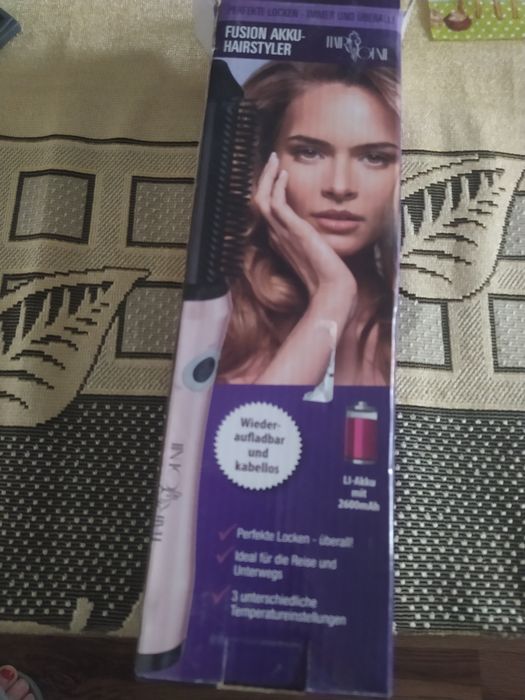 PERFEKTE LOCKEN - IMMER UND ÜBERALL!
FUSION AKKU-
HAIRSTYLER
Wieder-
aufladbar
und
kabellos
LI-Akku
mit
2600mAh
Perfekte Locken - überall!
Ideal für die Reise und
Unterwegs
3 unterschiedliche
Temperatureinstellungen